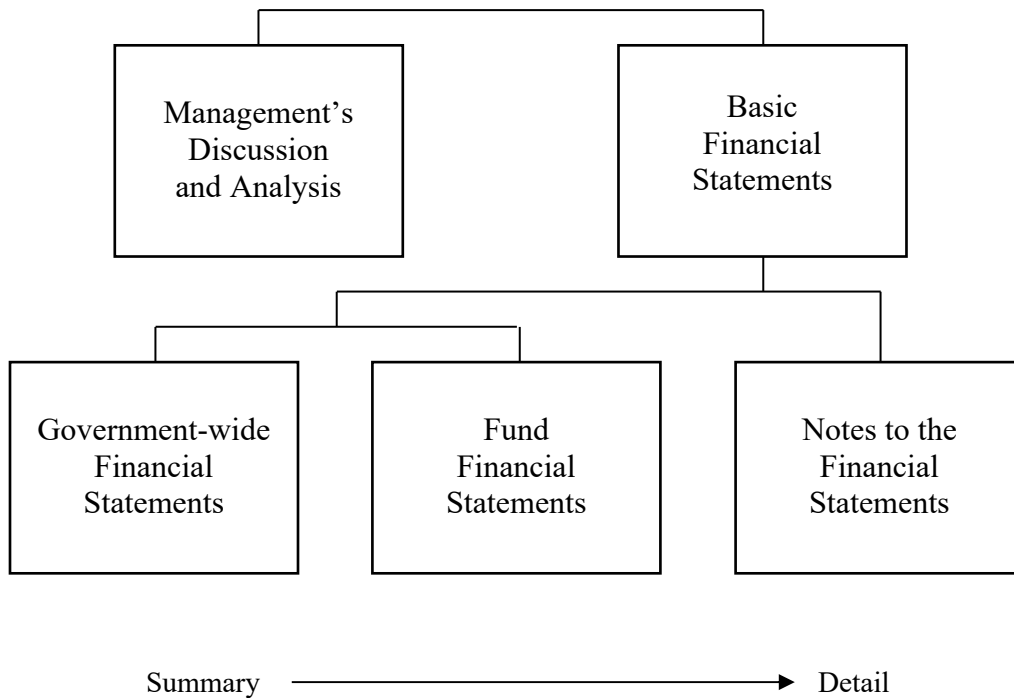 Management’s
Discussion
and Analysis
Basic
Financial
Statements
Government-wide
Financial
Statements
Fund
Financial
Statements
Notes to the
Financial
Statements
Summary
Detail